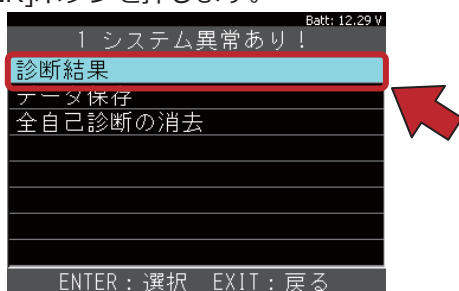 Batt: 12.29 V
1 システム異常あり!
診断結果
データ保存
全自己診断の消去
ENTER：選択 EXIT：戻る